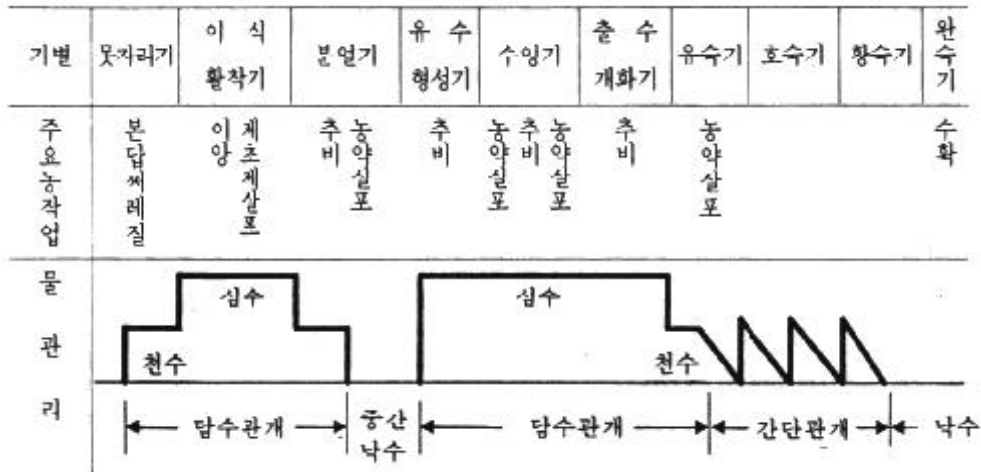 기별 못자리기 이식 활착기 분얼기 유수 형성기 수잉기 출수 개화기 유숙기 호숙기 황숙기 완숙기
주요농작업 본답써레질 이앙 제초제살포 추비 농약살포 추비 농약살포 추비 농약살포 추비 농약살포 수확
물관리
심수 심수
천수 천수
담수관개 중산낙수 담수관개 간단관개 낙수